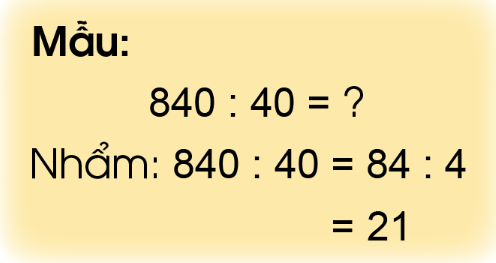 Mẫu:
840 : 40 = ?
Nhẩm: 840 : 40 = 84 : 4
= 21